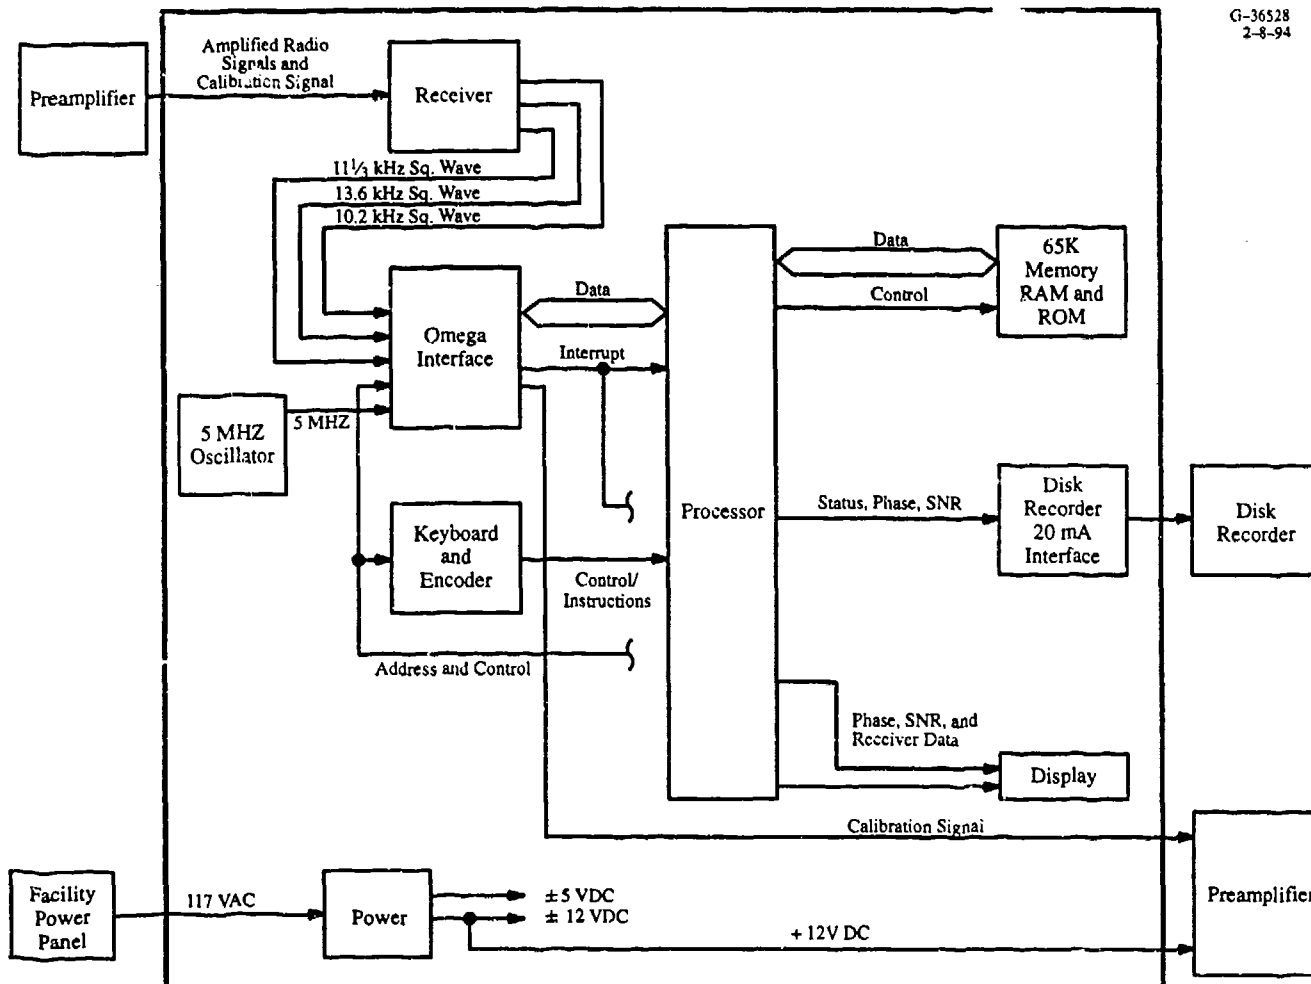 G-36528
2-8-94
Amplified Radio
Signals and
Calibration Signal
Preamplifier
Receiver
11⅓ kHz Sq. Wave
13.6 kHz Sq. Wave
10.2 kHz Sq. Wave
Data
65K
Memory
RAM and
ROM
Control
Data
Omega
Interface
Interrupt
5 MHZ
5 MHZ
Oscillator
Processor
Status, Phase, SNR
Disk
Recorder
20 mA
Interface
Disk
Recorder
Keyboard
and
Encoder
Control/
Instructions
Address and Control
Phase, SNR, and
Receiver Data
Display
Calibration Signal
Facility
Power
Panel
117 VAC
Power
± 5 VDC
± 12 VDC
+ 12V DC
Preamplifier